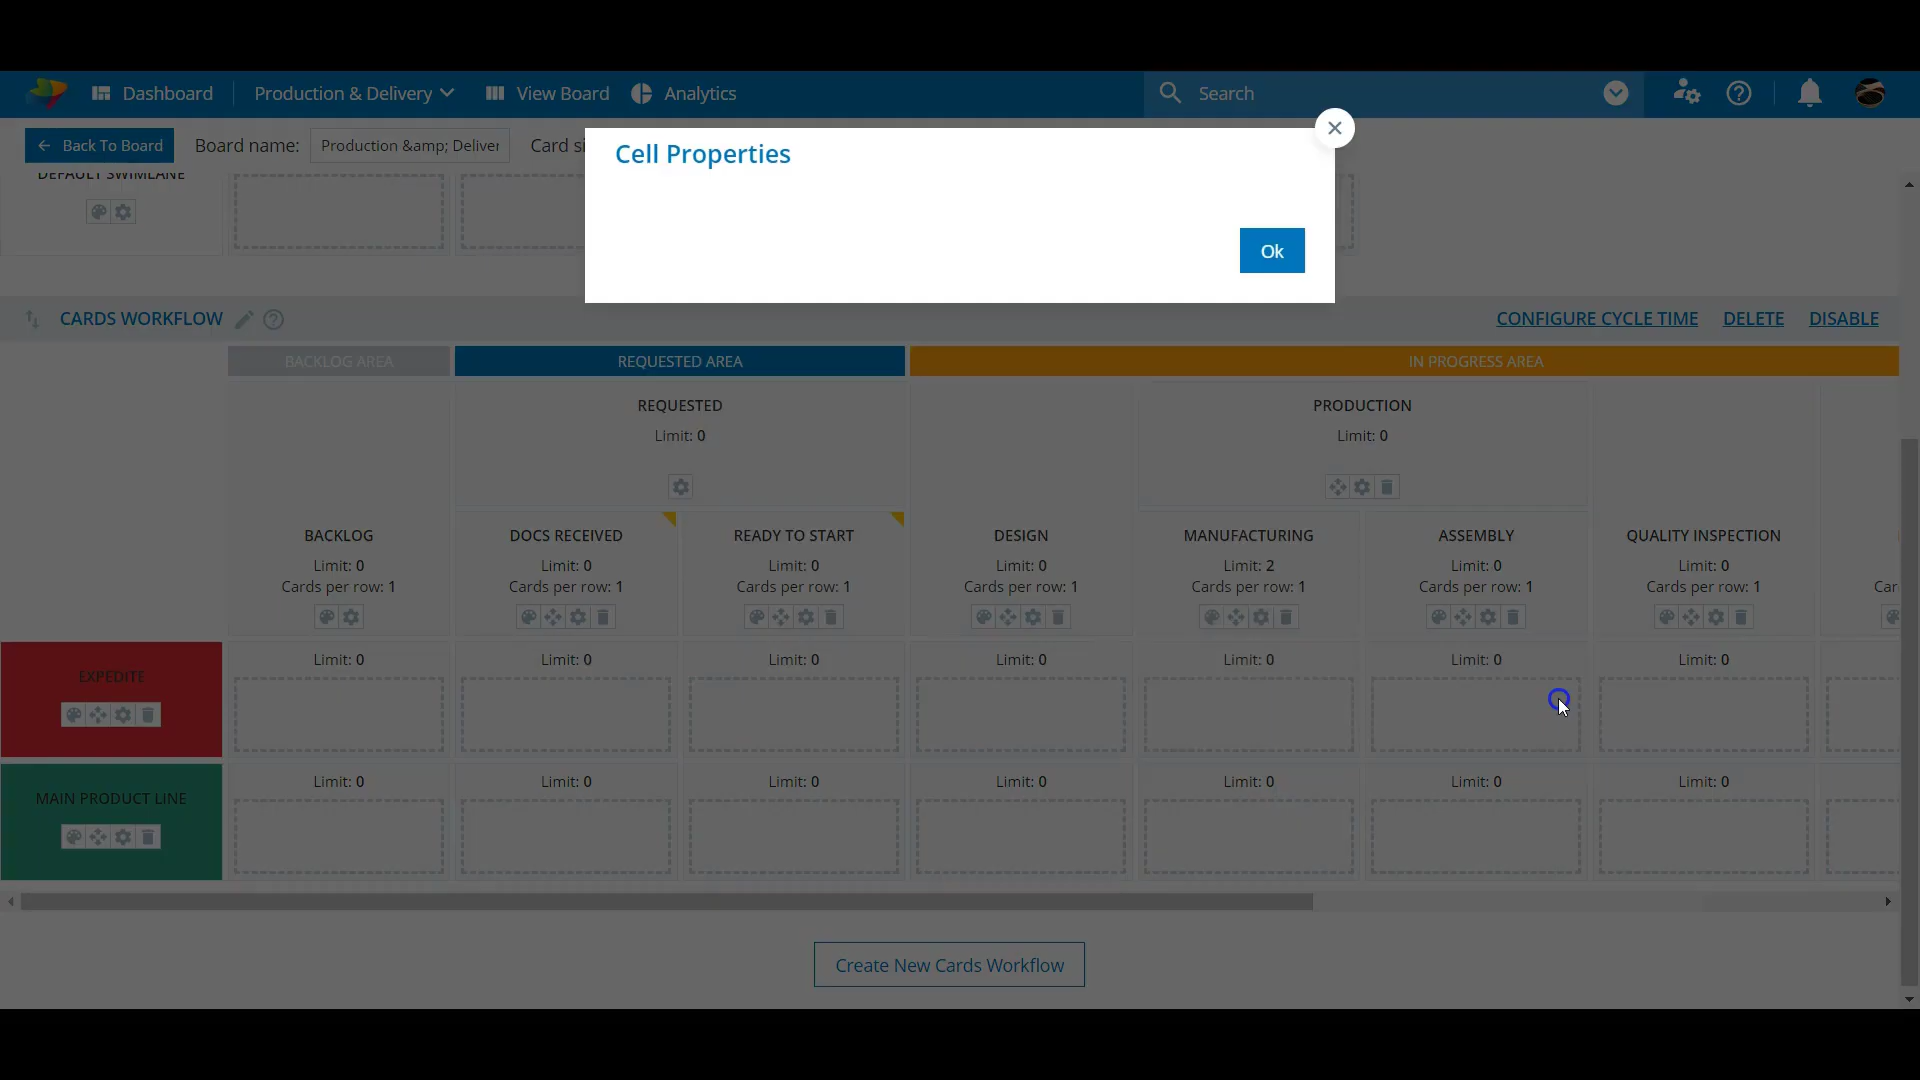 Dashboard
Production & Delivery
View Board
Analytics
Search
Back To Board
Board name:
Production &amp; Deliver
Card si
Cell Properties
Ok
DEFAULT SWIMLANE
CARDS WORKFLOW
CONFIGURE CYCLE TIME
DELETE
DISABLE
BACKLOG AREA
REQUESTED AREA
IN PROGRESS AREA
REQUESTED
Limit: 0
PRODUCTION
Limit: 0
BACKLOG
Limit: 0
Cards per row: 1
DOCS RECEIVED
Limit: 0
Cards per row: 1
READY TO START
Limit: 0
Cards per row: 1
DESIGN
Limit: 0
Cards per row: 1
MANUFACTURING
Limit: 2
Cards per row: 1
ASSEMBLY
Limit: 0
Cards per row: 1
QUALITY INSPECTION
Limit: 0
Cards per row: 1
Car
EXPEDITE
Limit: 0
Limit: 0
Limit: 0
Limit: 0
Limit: 0
Limit: 0
Limit: 0
MAIN PRODUCT LINE
Limit: 0
Limit: 0
Limit: 0
Limit: 0
Limit: 0
Limit: 0
Limit: 0
Create New Cards Workflow